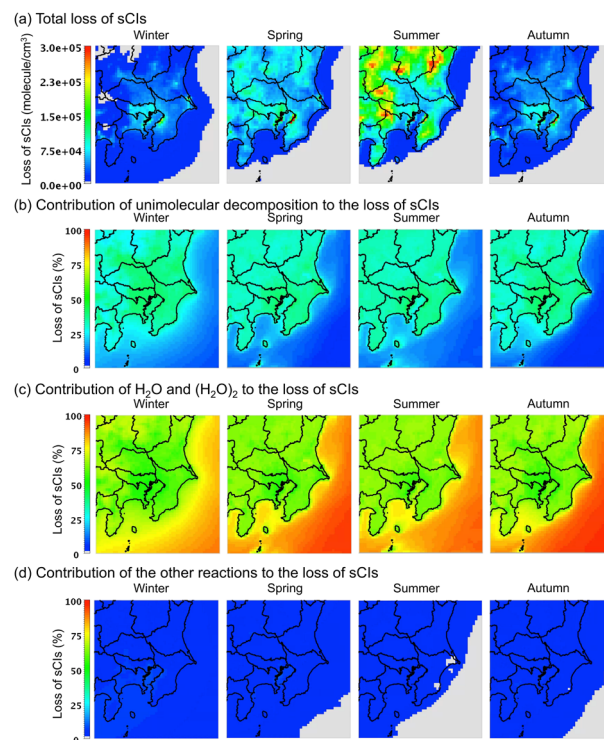 (a) Total loss of sCIs
Winter Spring Summer Autumn
Loss of sCIs (molecule/cm³)
3.0e+05
2.3e+05
1.5e+05
7.5e+04
0.0e+00
(b) Contribution of unimolecular decomposition to the loss of sCIs
Winter Spring Summer Autumn
Loss of sCIs (%)
100
75
50
25
0
(c) Contribution of H₂O and (H₂O)₂ to the loss of sCIs
Winter Spring Summer Autumn
Loss of sCIs (%)
100
75
50
25
0
(d) Contribution of the other reactions to the loss of sCIs
Winter Spring Summer Autumn
Loss of sCIs (%)
100
75
50
25
0